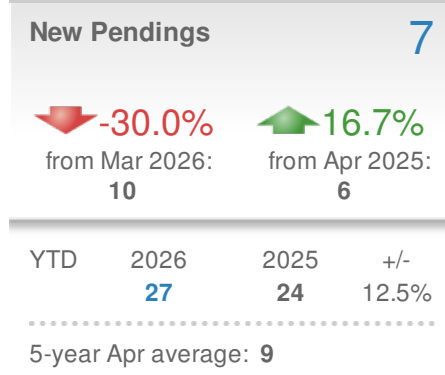 New Pendings 7
-30.0% 16.7%
from Mar 2026: from Apr 2025:
10 6
YTD 2026 2025 +/-
27 24 12.5%
5-year Apr average: 9